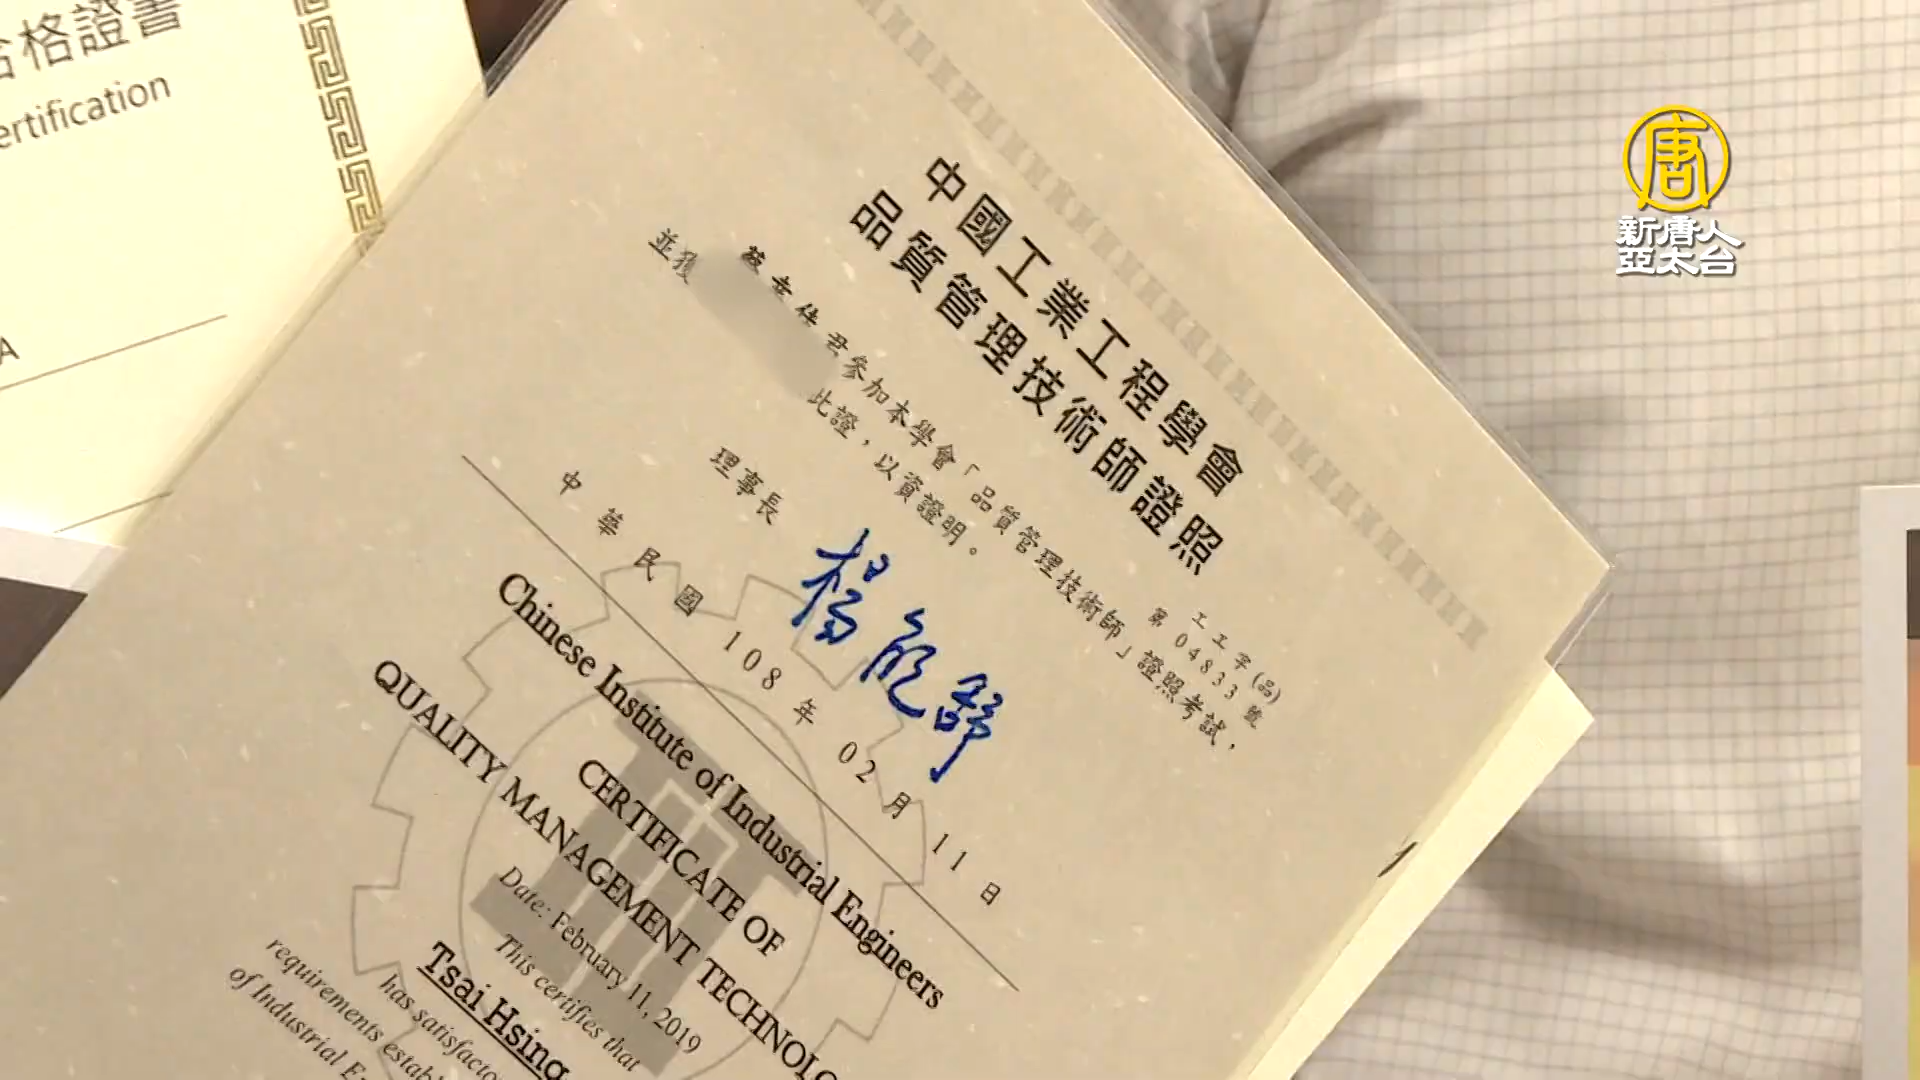 合格證書
ertification
A
中國工業工程學會
品質管理技術師證照
工工字(品)
第04833號
君參加本學會「品質管理技術師」證照考試，
並獲
此證，以資證明。
理事長
中華民國108年02月11日
Chinese Institute of Industrial Engineers
CERTIFICATE OF
QUALITY MANAGEMENT TECHNOLO
Date: February 11, 2019
This certifies that
Tsai Hsing
has satisfacto
requirements establ
of Industrial E
唐
新唐人
亞太台